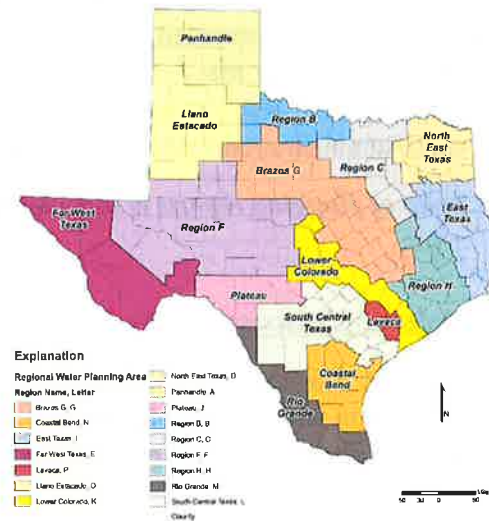 Panhandle
Llano
Estacado
Region B
North
East
Texas
Region C
Brazos G
East
Texas
Far West
Texas
Region F
Lower
Colorado
Region H
Plateau
South Central
Texas
Lavaca
Coastal
Bend
Rio
Grande
Explanation
Regional Water Planning Area
Region Name, Letter
Brazos G, G
Coastal Bend, N
East Texas, I
Far West Texas, E
Lavaca, P
Llano Estacado, O
Lower Colorado, K
North East Texas, D
Panhandle, A
Plateau, J
Region B, B
Region C, C
Region F, F
Region H, H
Rio Grande, M
South Central Texas, L
County
N